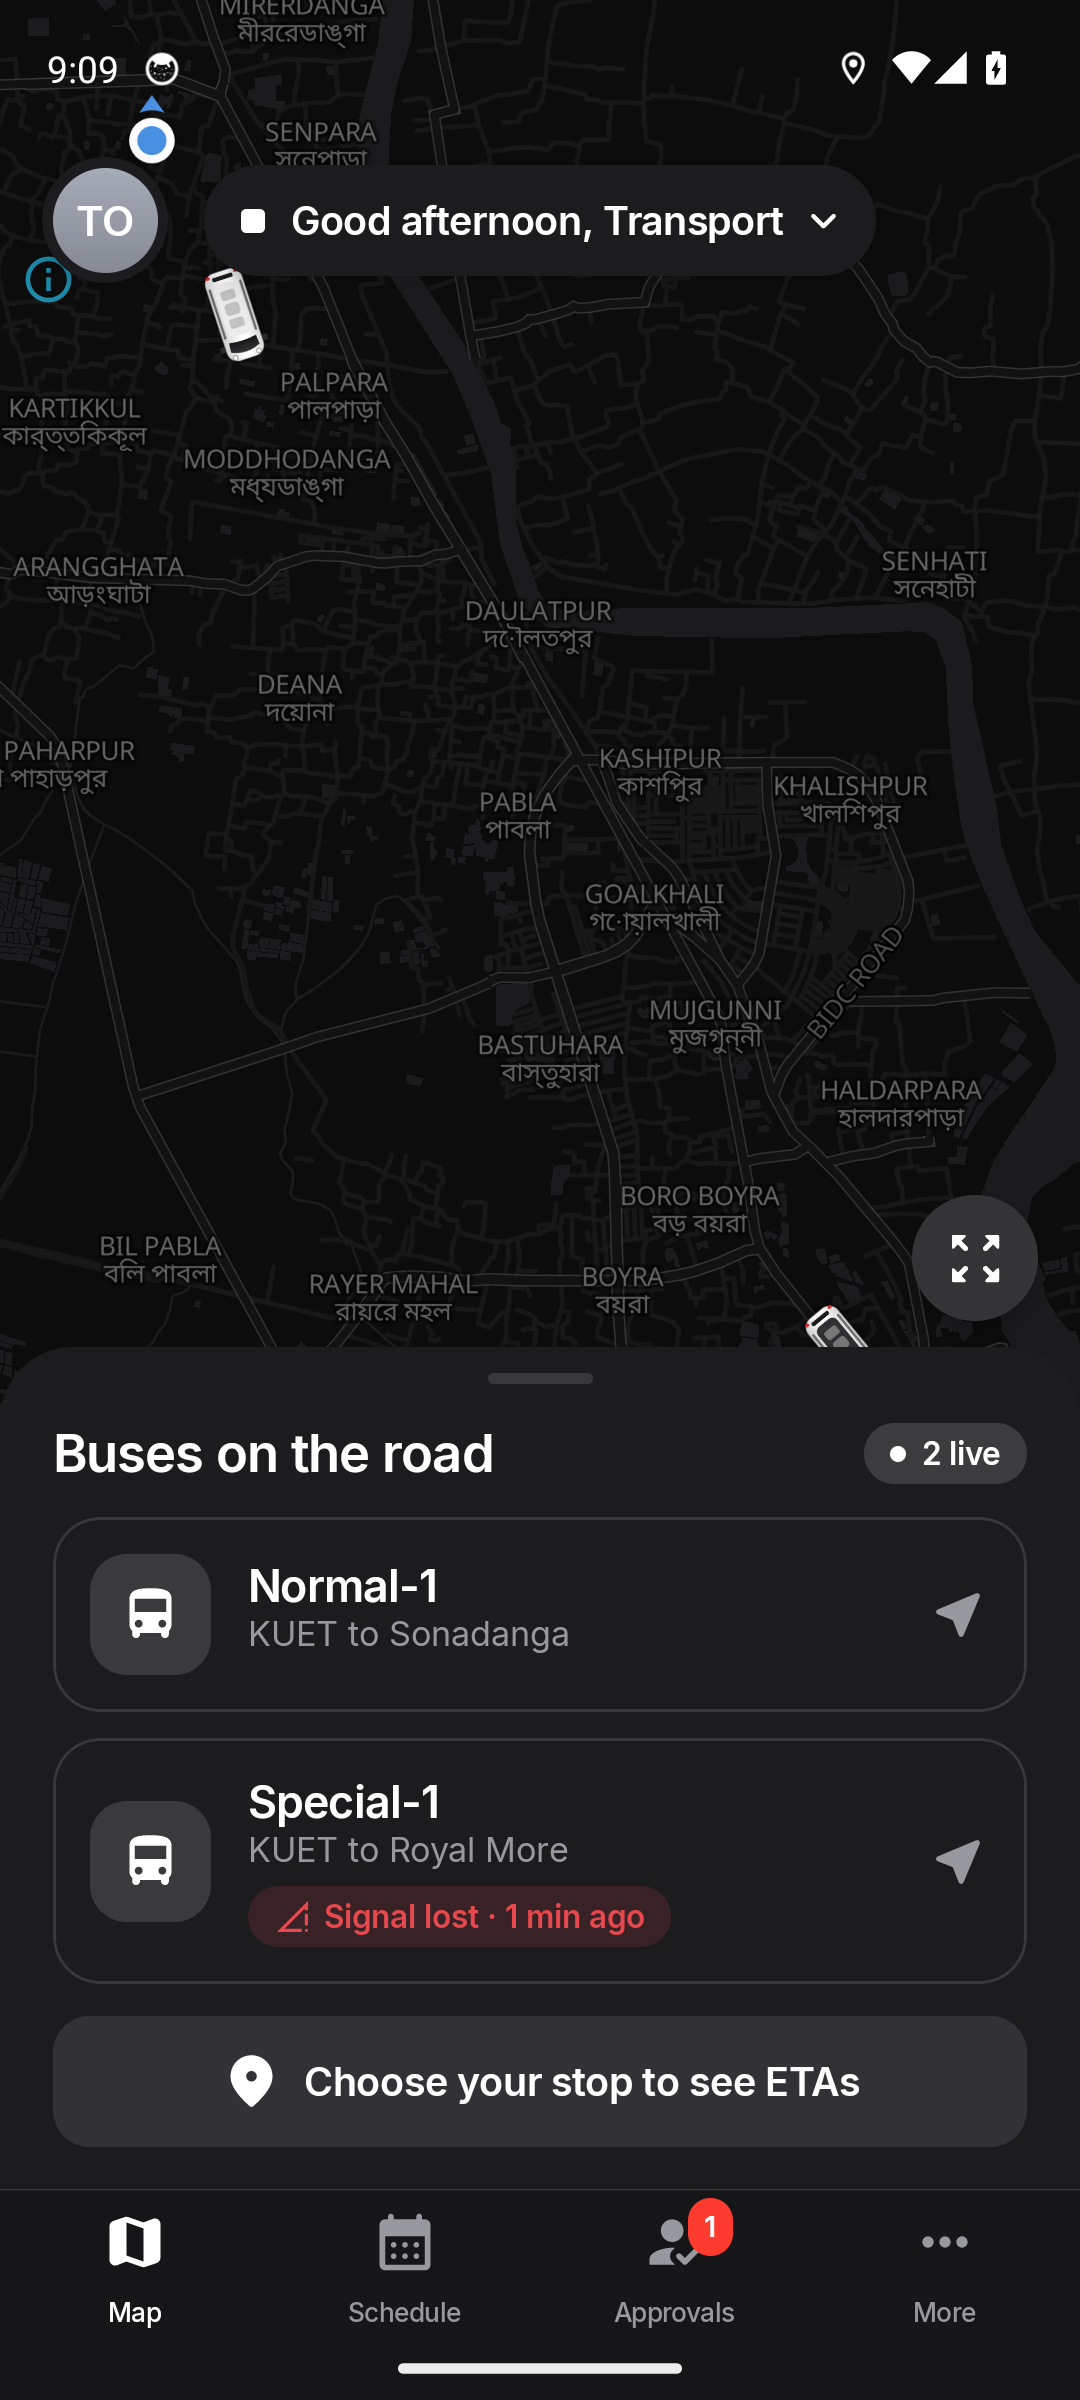 MIRERDANGA
মীরেরডাঙ্গা
9:09
SENPARA
সেনপাড়া
TO
Good afternoon, Transport
PALPARA
পালপাড়া
KARTIKKUL
কার্ত্তিককূল
MODDHODANGA
মধ্যডাঙ্গা
ARANGGHATA
আড়ংঘাটা
SENHATI
সেনহাটী
DAULATPUR
দৌলতপুর
DEANA
দেয়ানা
PAHARPUR
পাহাড়পুর
KASHIPUR
কাশিপুর
KHALISHPUR
খালিশপুর
PABLA
পাবলা
GOALKHALI
গোয়ালখালী
BIDC ROAD
MUJGUNNI
মুজগুন্নী
BASTUHARA
বাস্তুহারা
HALDARPARA
হালদারপাড়া
BORO BOYRA
বড় বয়রা
BIL PABLA
বিল পাবলা
RAYER MAHAL
রায়ের মহল
BOYRA
বয়রা
Buses on the road
2 live
Normal-1
KUET to Sonadanga
Special-1
KUET to Royal More
Signal lost · 1 min ago
Choose your stop to see ETAs
1
Map
Schedule
Approvals
More